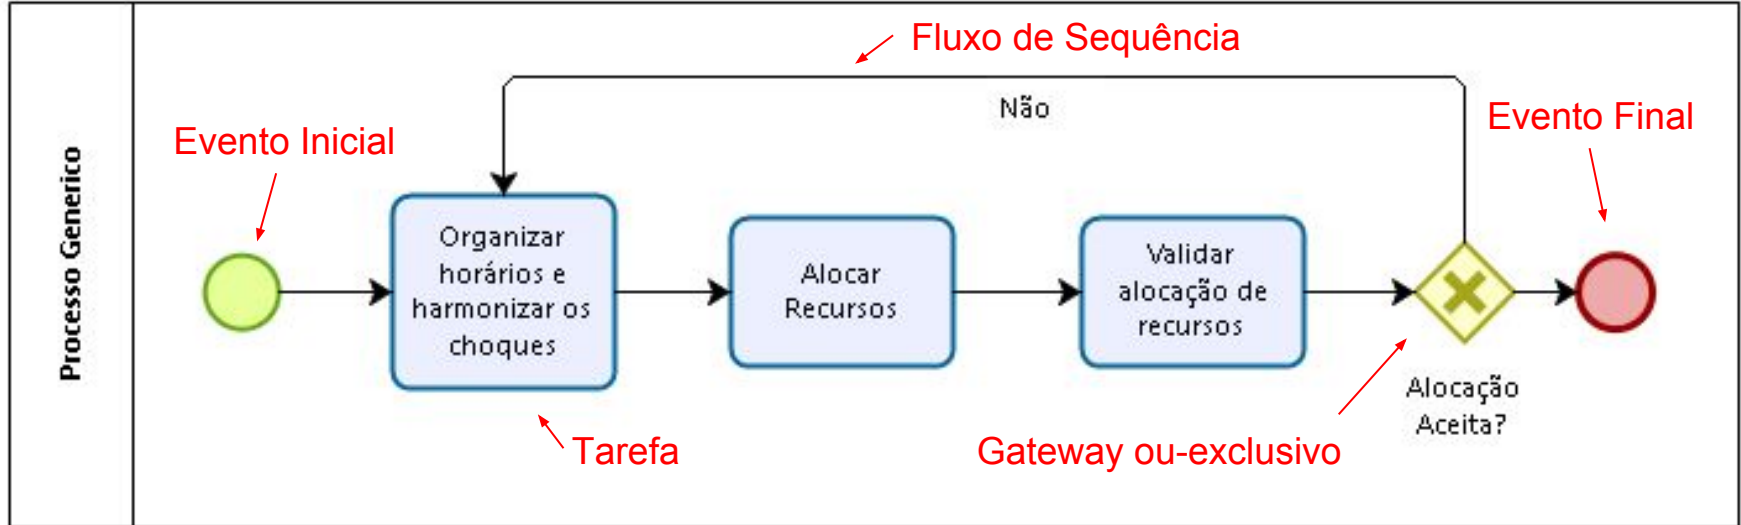 Processo Generico
Fluxo de Sequência
Não
Evento Inicial
Evento Final
Organizar
horários e
harmonizar os
choques
Alocar
Recursos
Validar
alocação de
recursos
Alocação
Aceita?
Tarefa
Gateway ou-exclusivo